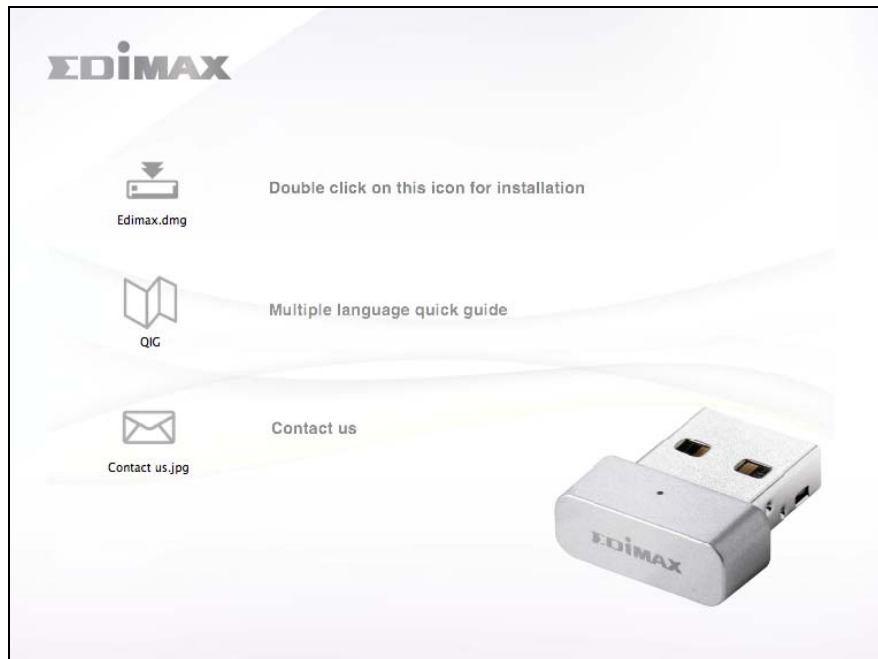 EDiMAX
Double click on this icon for installation
Edimax.dmg
Multiple language quick guide
QIG
Contact us
Contact us.jpg
EDiMAX